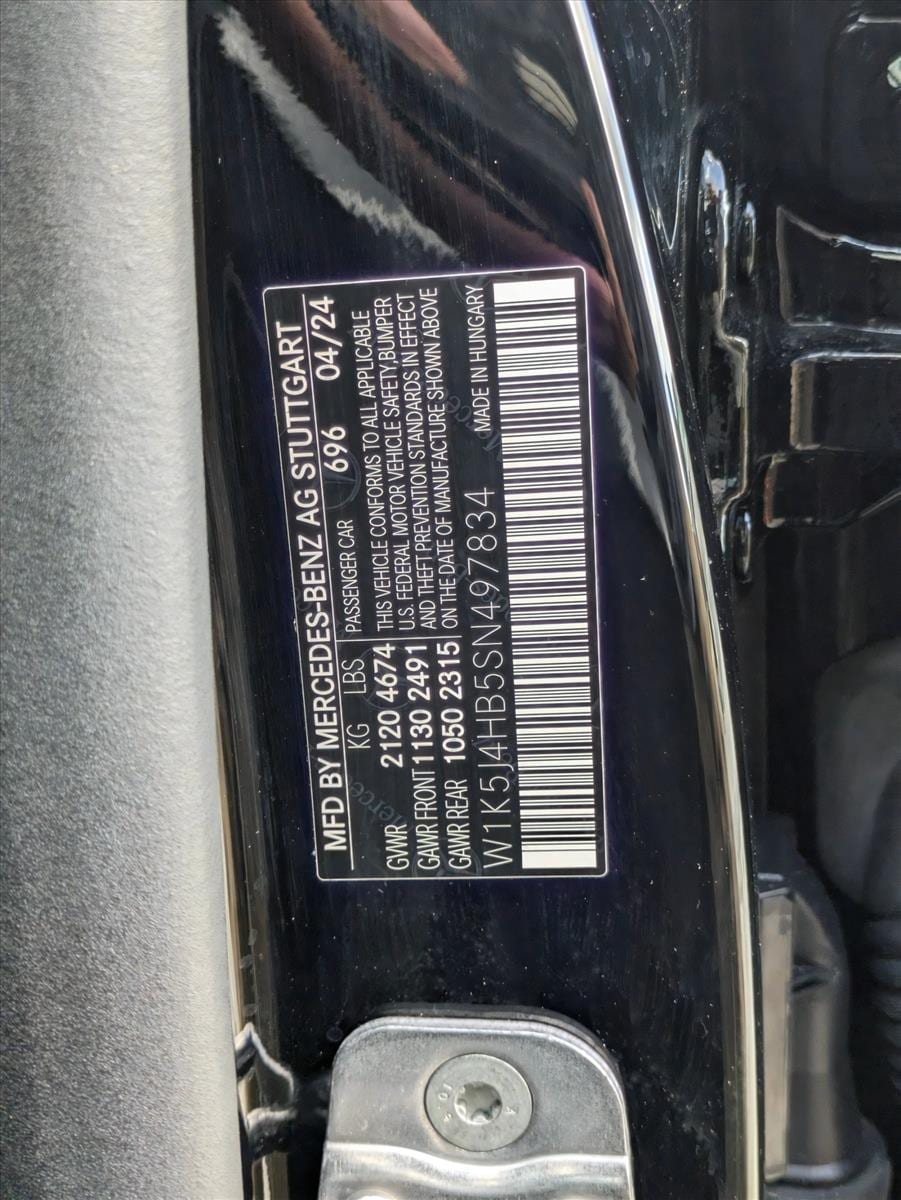 MFD BY MERCEDES-BENZ AG STUTTGART
KG LBS PASSENGER CAR 696 04/24
GVWR 2120 4674 THIS VEHICLE CONFORMS TO ALL APPLICABLE
U.S. FEDERAL MOTOR VEHICLE SAFETY,BUMPER
GAWR FRONT 1130 2491 AND THEFT PREVENTION STANDARDS IN EFFECT
GAWR REAR 1050 2315 ON THE DATE OF MANUFACTURE SHOWN ABOVE
W1K5J4HB5SN497834 MADE IN HUNGARY